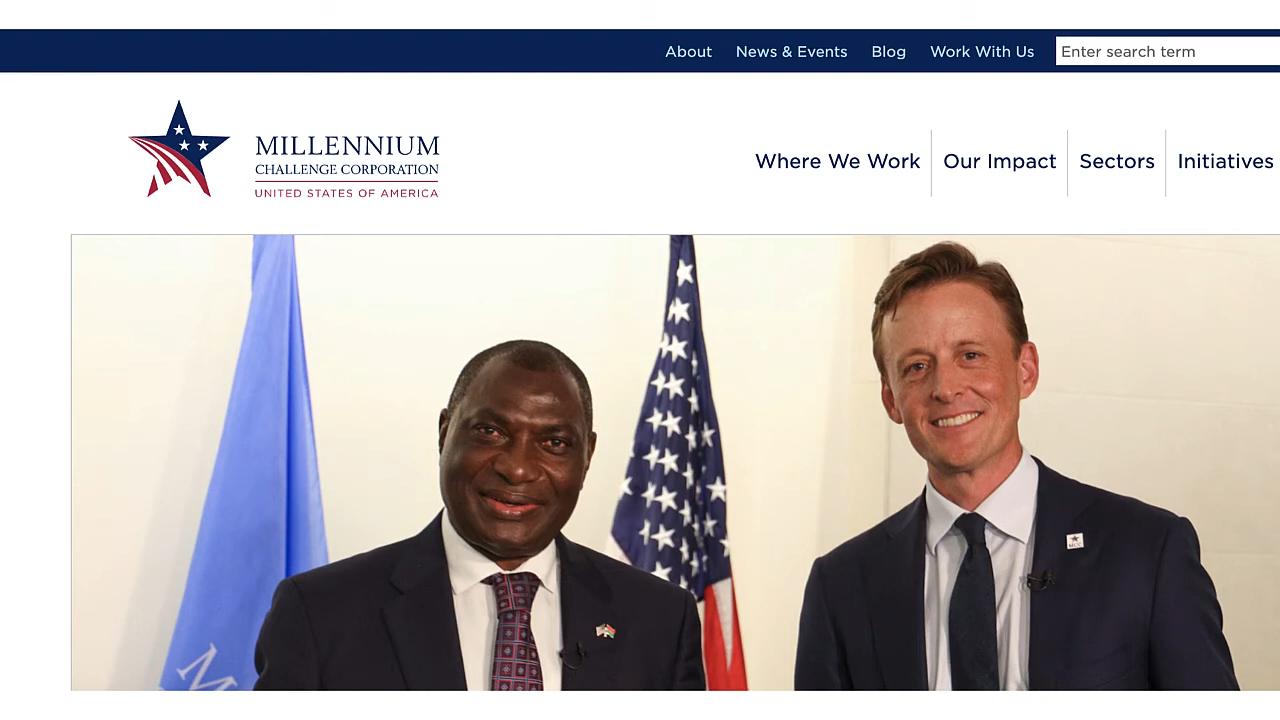 About News & Events Blog Work With Us Enter search term
MILLENNIUM
CHALLENGE CORPORATION
UNITED STATES OF AMERICA
Where We Work Our Impact Sectors Initiatives
MCC
M